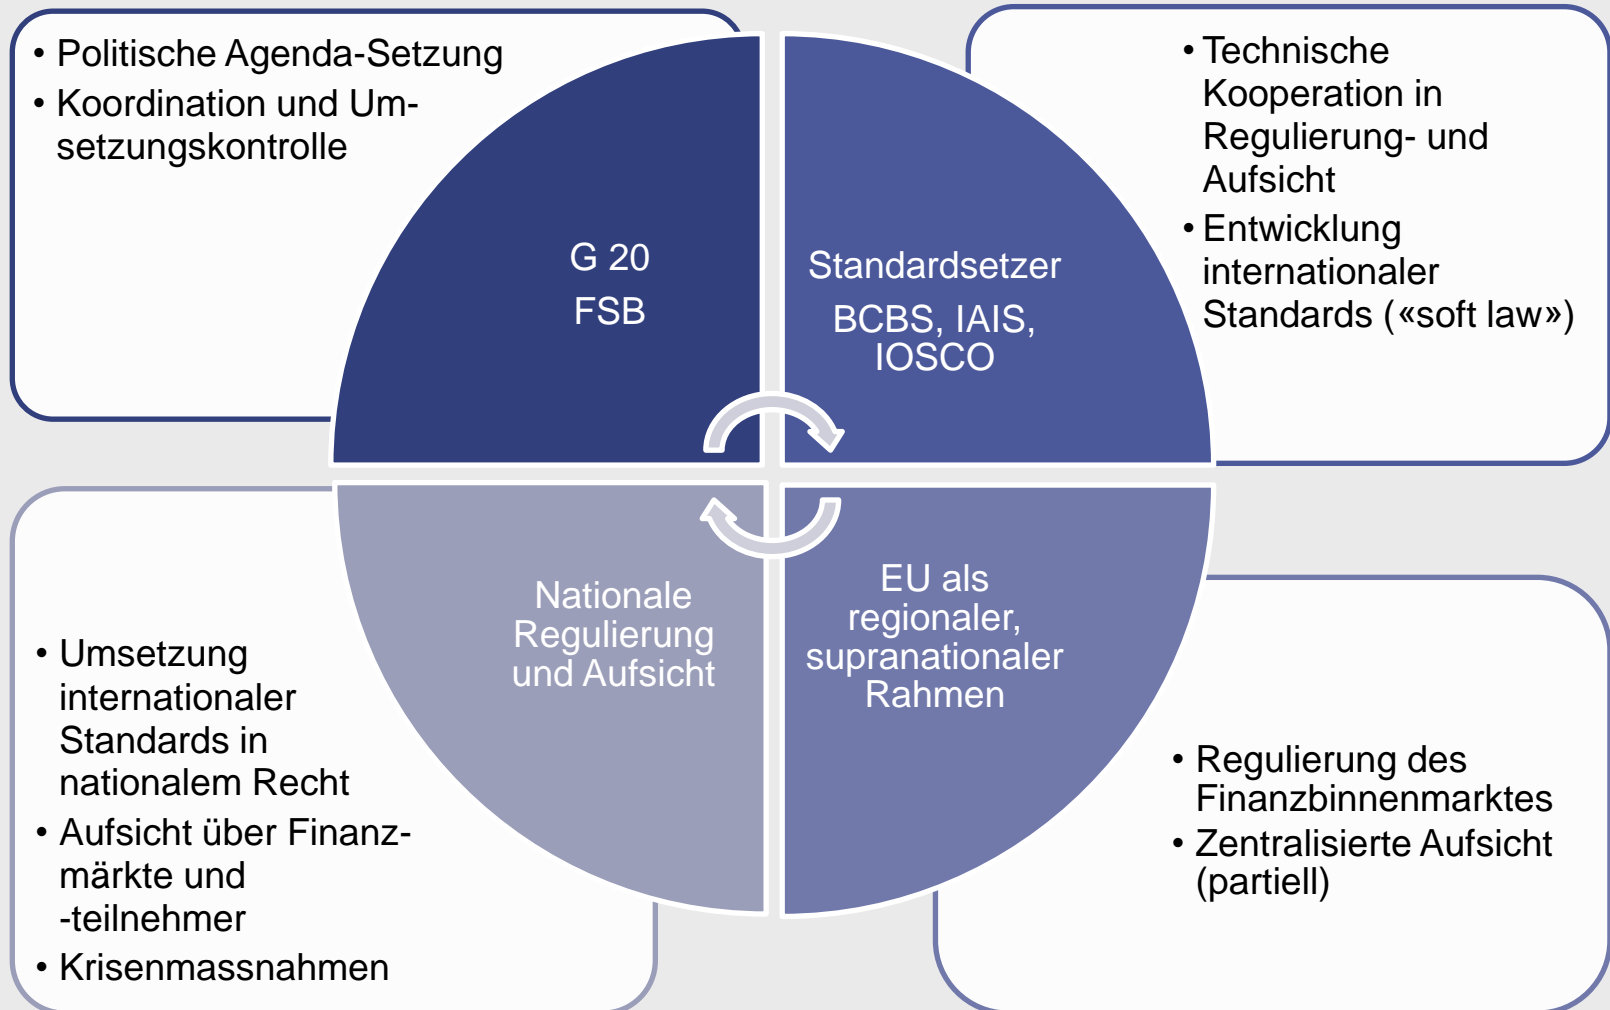 • Politische Agenda-Setzung
• Koordination und Um-
setzungskontrolle
G 20
FSB
Standardsetzer
BCBS, IAIS,
IOSCO
• Technische
Kooperation in
Regulierung- und
Aufsicht
• Entwicklung
internationaler
Standards («soft law»)
• Umsetzung
internationaler
Standards in
nationalem Recht
• Aufsicht über Finanz-
märkte und
-teilnehmer
• Krisenmassnahmen
Nationale
Regulierung
und Aufsicht
EU als
regionaler,
supranationaler
Rahmen
• Regulierung des
Finanzbinnenmarktes
• Zentralisierte Aufsicht
(partiell)